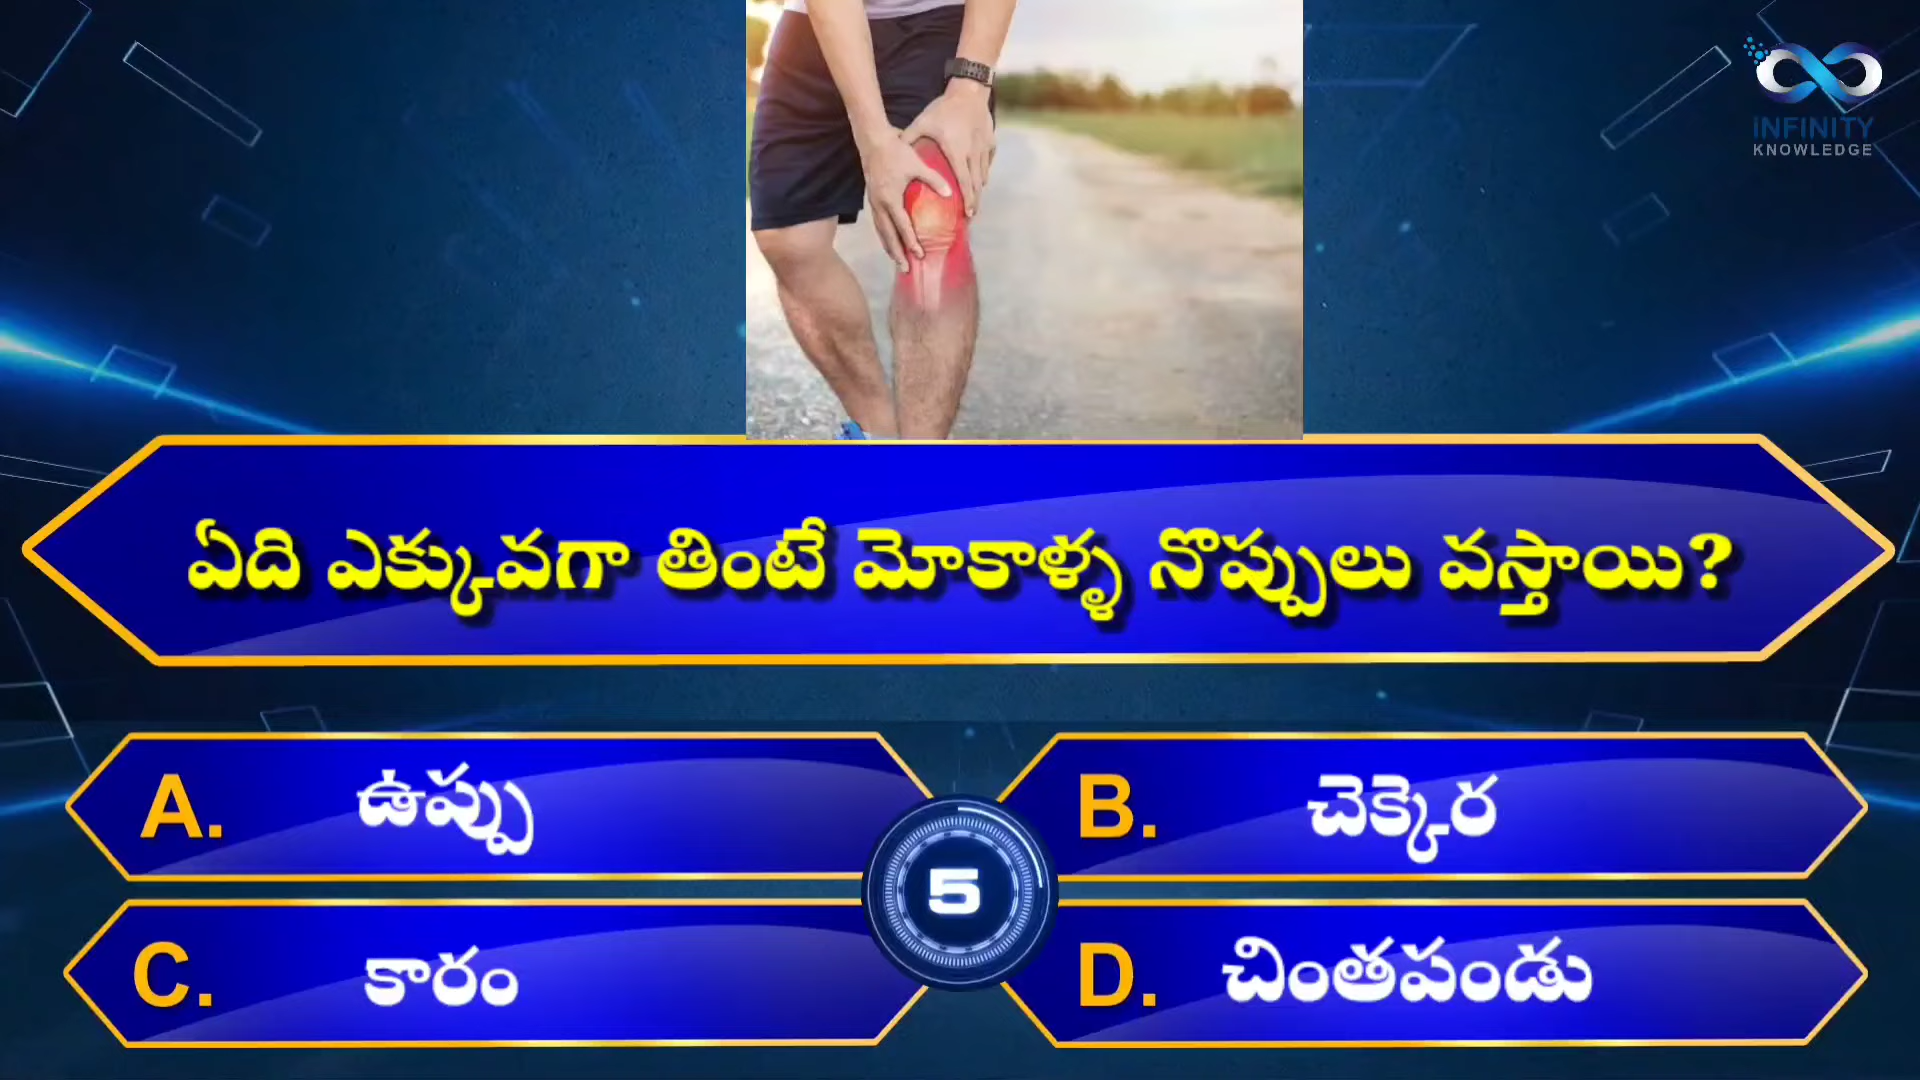 INFINITY
KNOWLEDGE
ఏది ఎక్కువగా తింటే మోకాళ్ళ నొప్పులు వస్తాయి?
A. ఉప్పు
B. చెక్కెర
5
C. కారం
D. చింతపండు